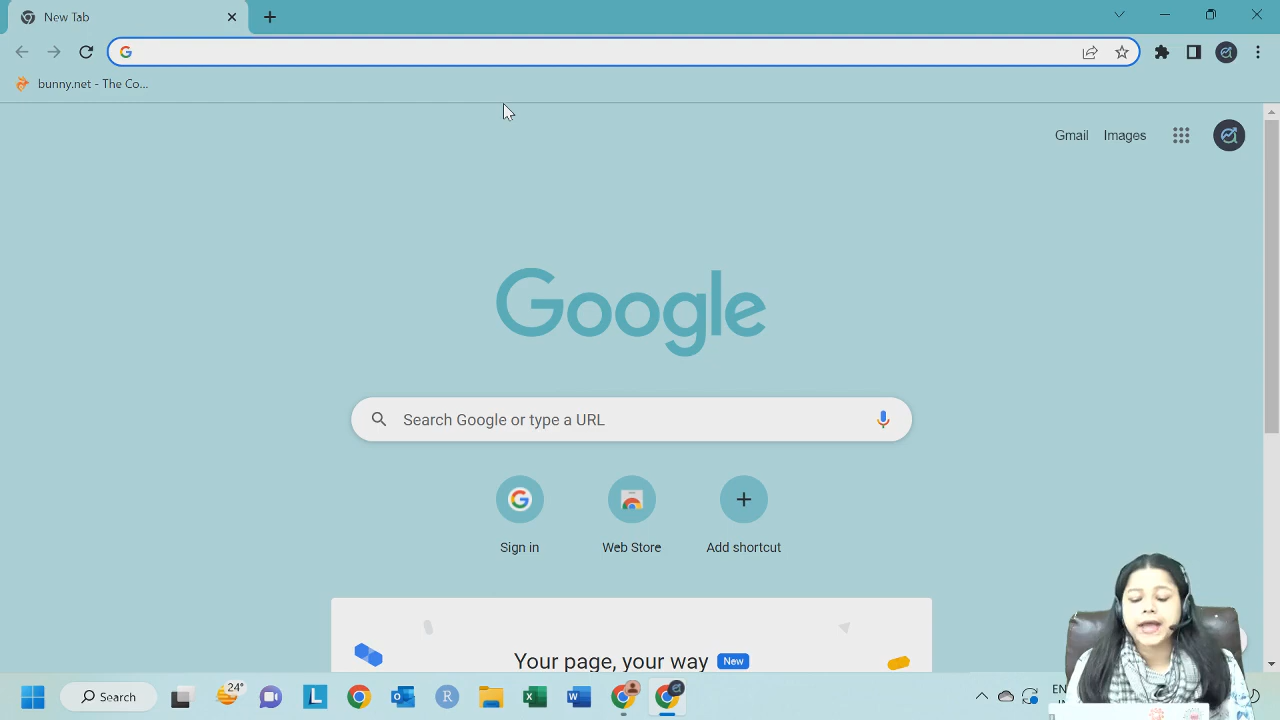 New Tab
bunny.net - The Co...
Gmail
Images
Google
Search Google or type a URL
Sign in
Web Store
Add shortcut
Your page, your way
New
Search
24°
L
R
EN
IN